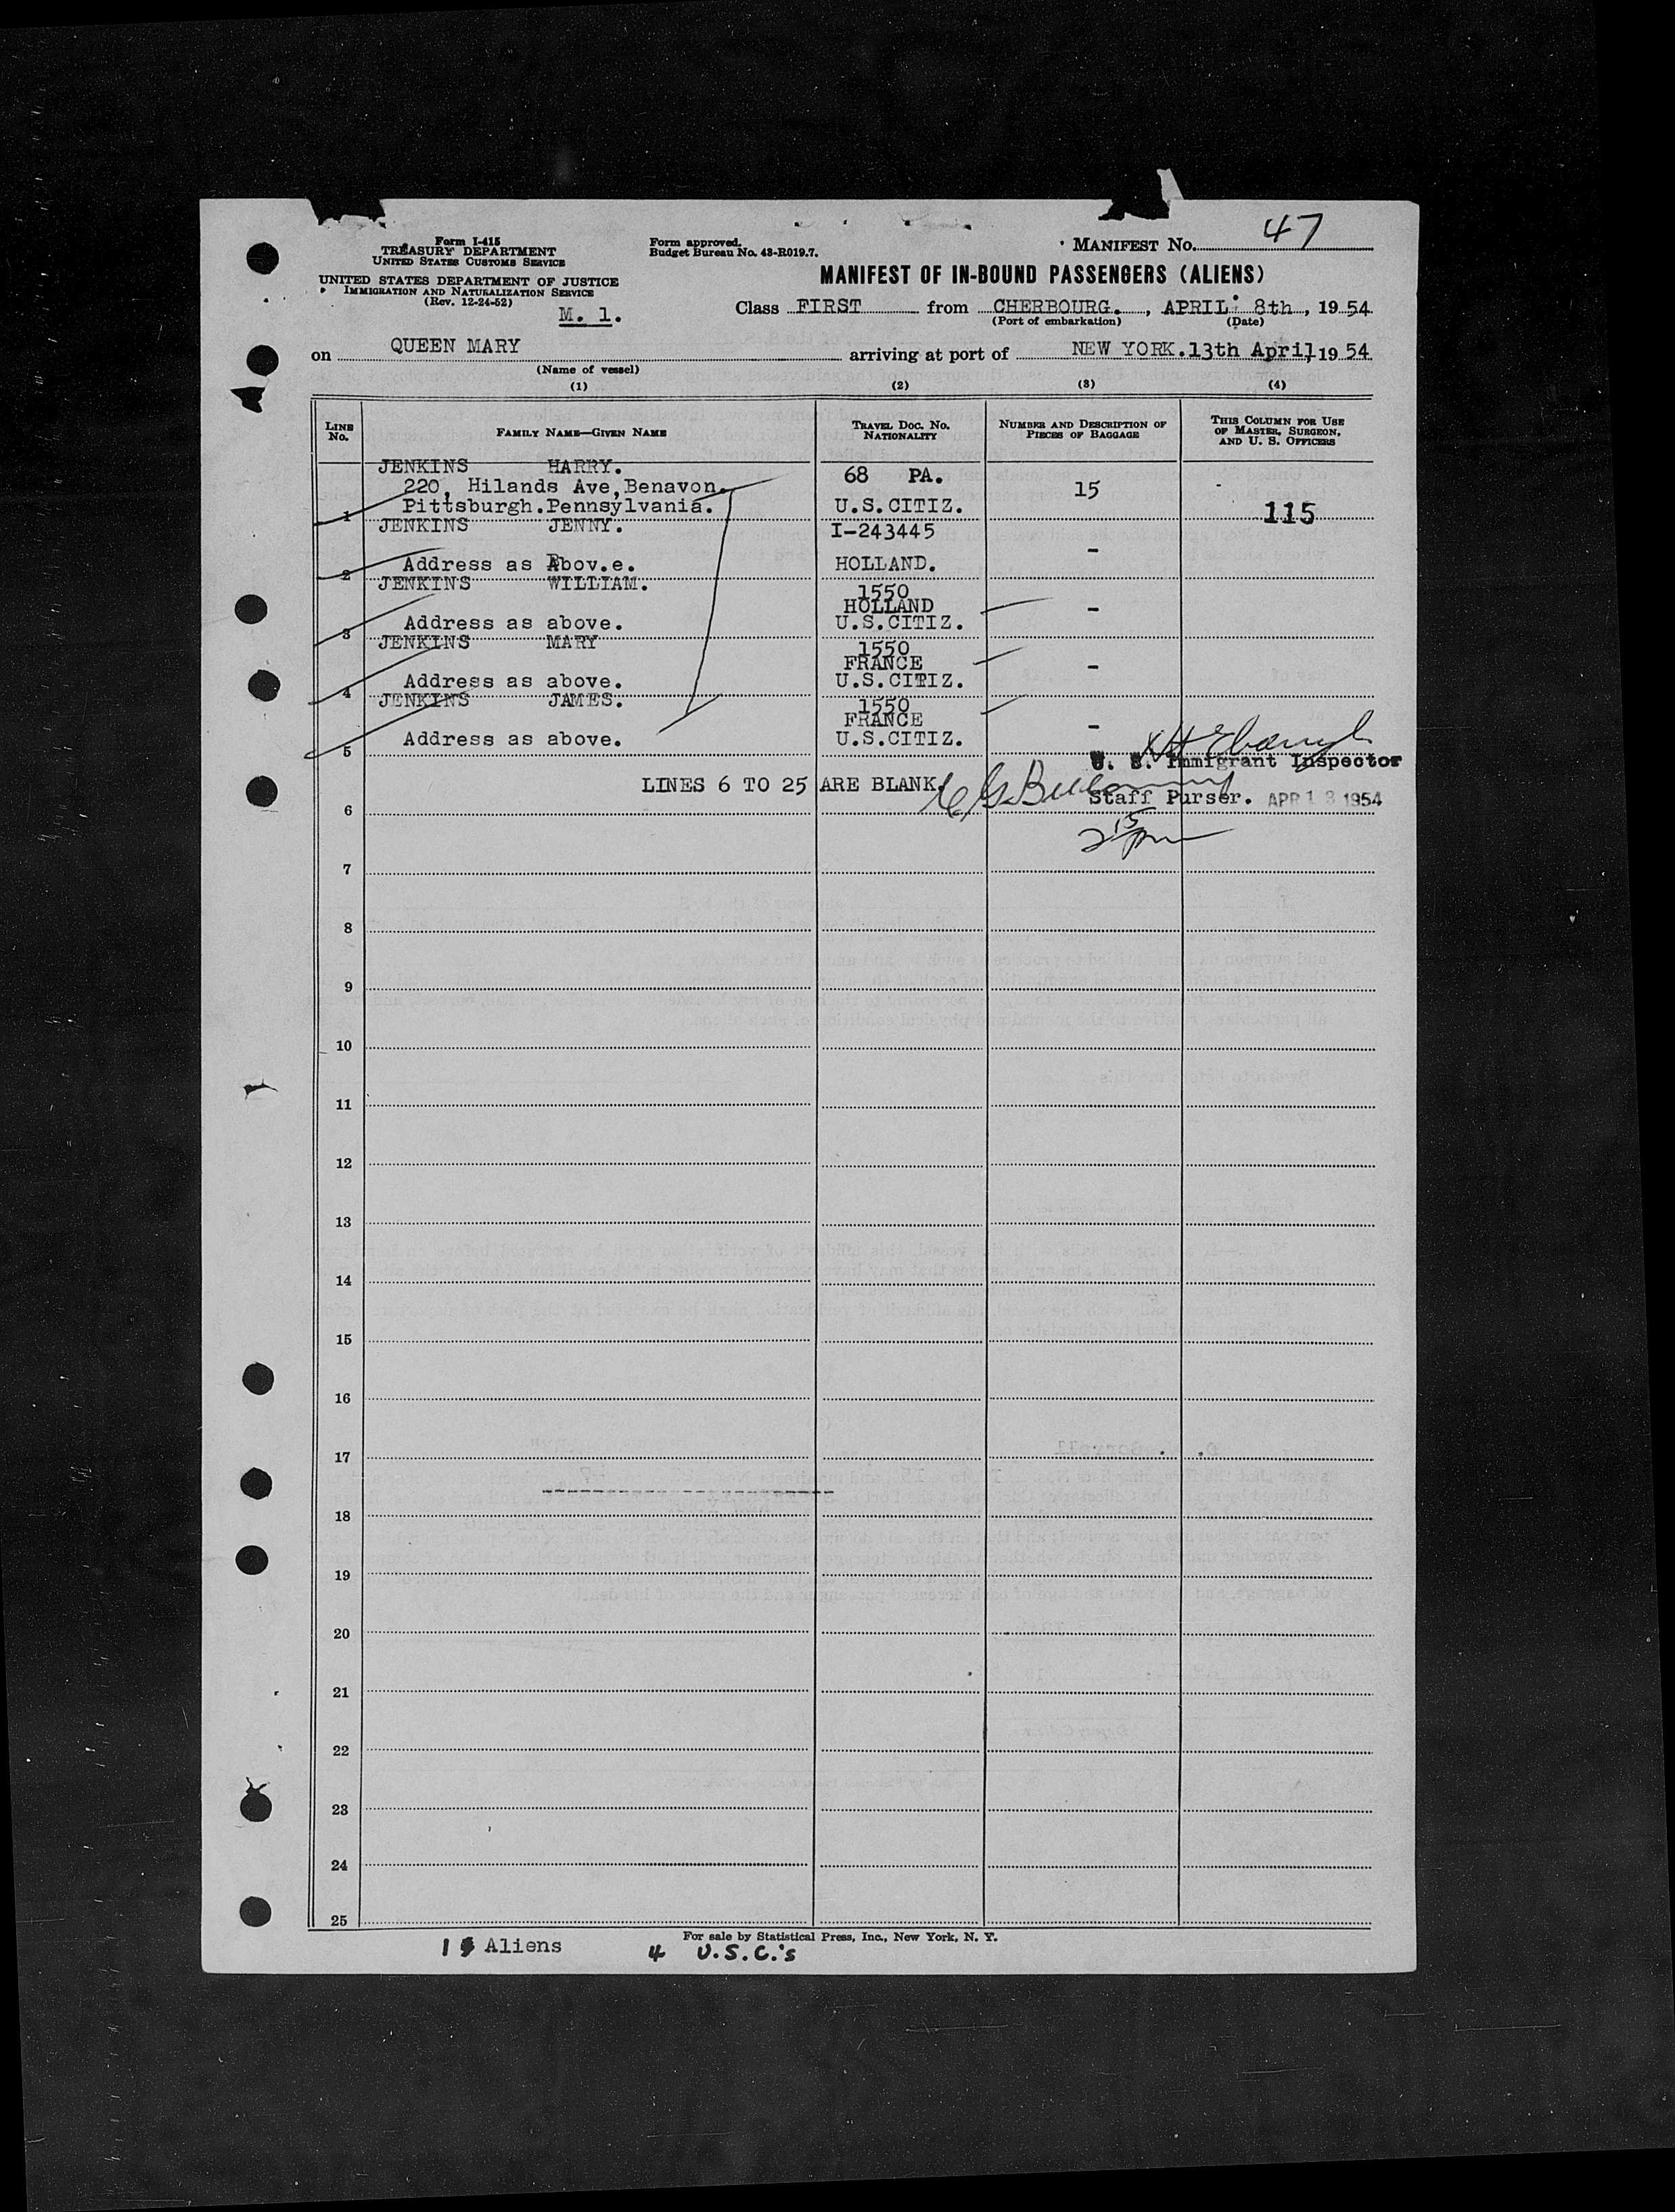 Form I-415
TREASURY DEPARTMENT
UNITED STATES CUSTOMS SERVICE
UNITED STATES DEPARTMENT OF JUSTICE
IMMIGRATION AND NATURALIZATION SERVICE
(Rev. 12-24-52)
M. 1.
Form approved.
Budget Bureau No. 43-R019.7.
MANIFEST No. 47
MANIFEST OF IN-BOUND PASSENGERS (ALIENS)
Class FIRST from CHERBOURG., APRIL 8th, 1954
(Port of embarkation) (Date)
on QUEEN MARY arriving at port of NEW YORK. 13th April, 1954
(Name of vessel)
(1) (2) (3) (4)
LINE No. FAMILY NAME—GIVEN NAME TRAVEL DOC. NO. NATIONALITY NUMBER AND DESCRIPTION OF PIECES OF BAGGAGE THIS COLUMN FOR USE OF MASTER, SURGEON, AND U. S. OFFICERS
JENKINS HARRY. 68 PA.
220, Hilands Ave, Benavon. 15
1 Pittsburgh. Pennsylvania. U.S.CITIZ. 115
JENKINS JENNY. I-243445
2 Address as Abov.e. HOLLAND. -
JENKINS WILLIAM. 1550
HOLLAND -
3 Address as above. U.S.CITIZ.
JENKINS MARY 1550
FRANCE -
4 Address as above. U.S.CITIZ.
JENKINS JAMES. 1550
FRANCE -
5 Address as above. U.S.CITIZ.
U. S. Immigrant Inspector
LINES 6 TO 25 ARE BLANK.
Staff Purser. APR 13 1954
6
2 15 pm
7
8
9
10
11
12
13
14
15
16
17
18
19
20
21
22
23
24
25
For sale by Statistical Press, Inc., New York, N. Y.
1 Aliens 4 U.S.C.'s